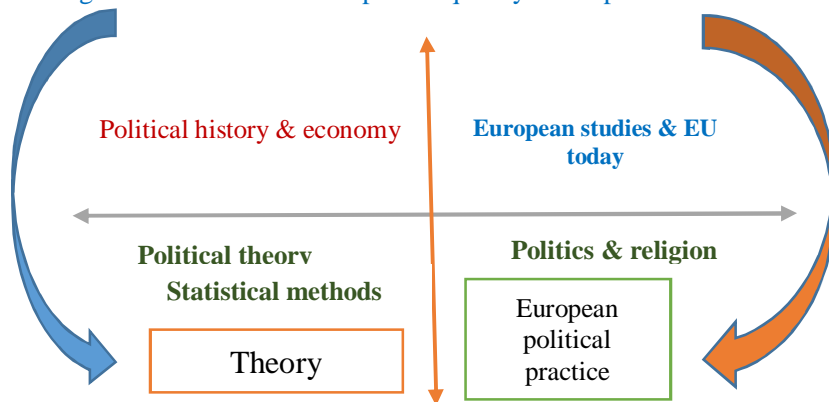 Political history & economy
European studies & EU
today
Political theory
Politics & religion
Statistical methods
European
political
practice
Theory